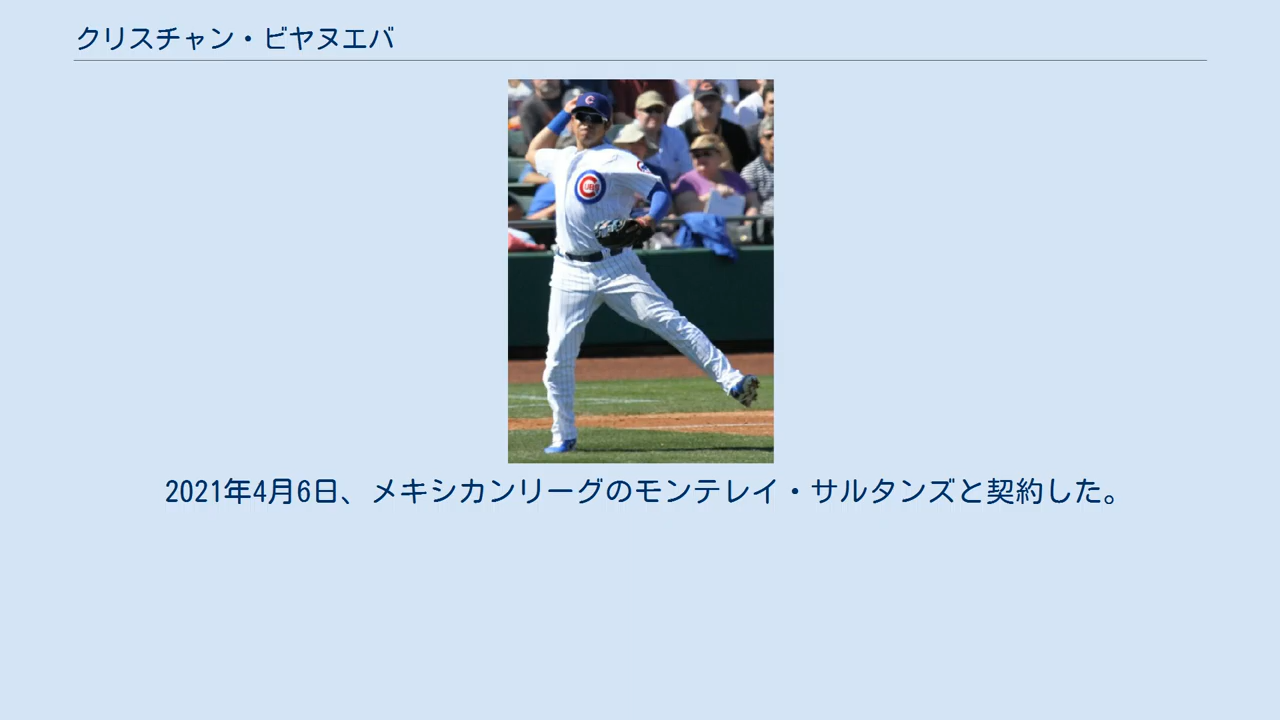 クリスチャン・ビヤヌエバ
2021年4月6日、メキシカンリーグのモンテレイ・サルタンズと契約した。